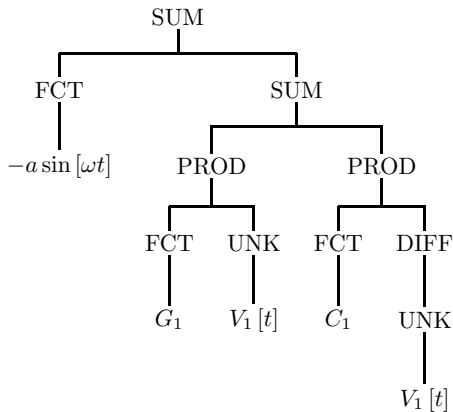 SUM
FCT SUM
−a sin [ωt] PROD PROD
FCT UNK FCT DIFF
G₁ V₁ [t] C₁ UNK
V₁ [t]